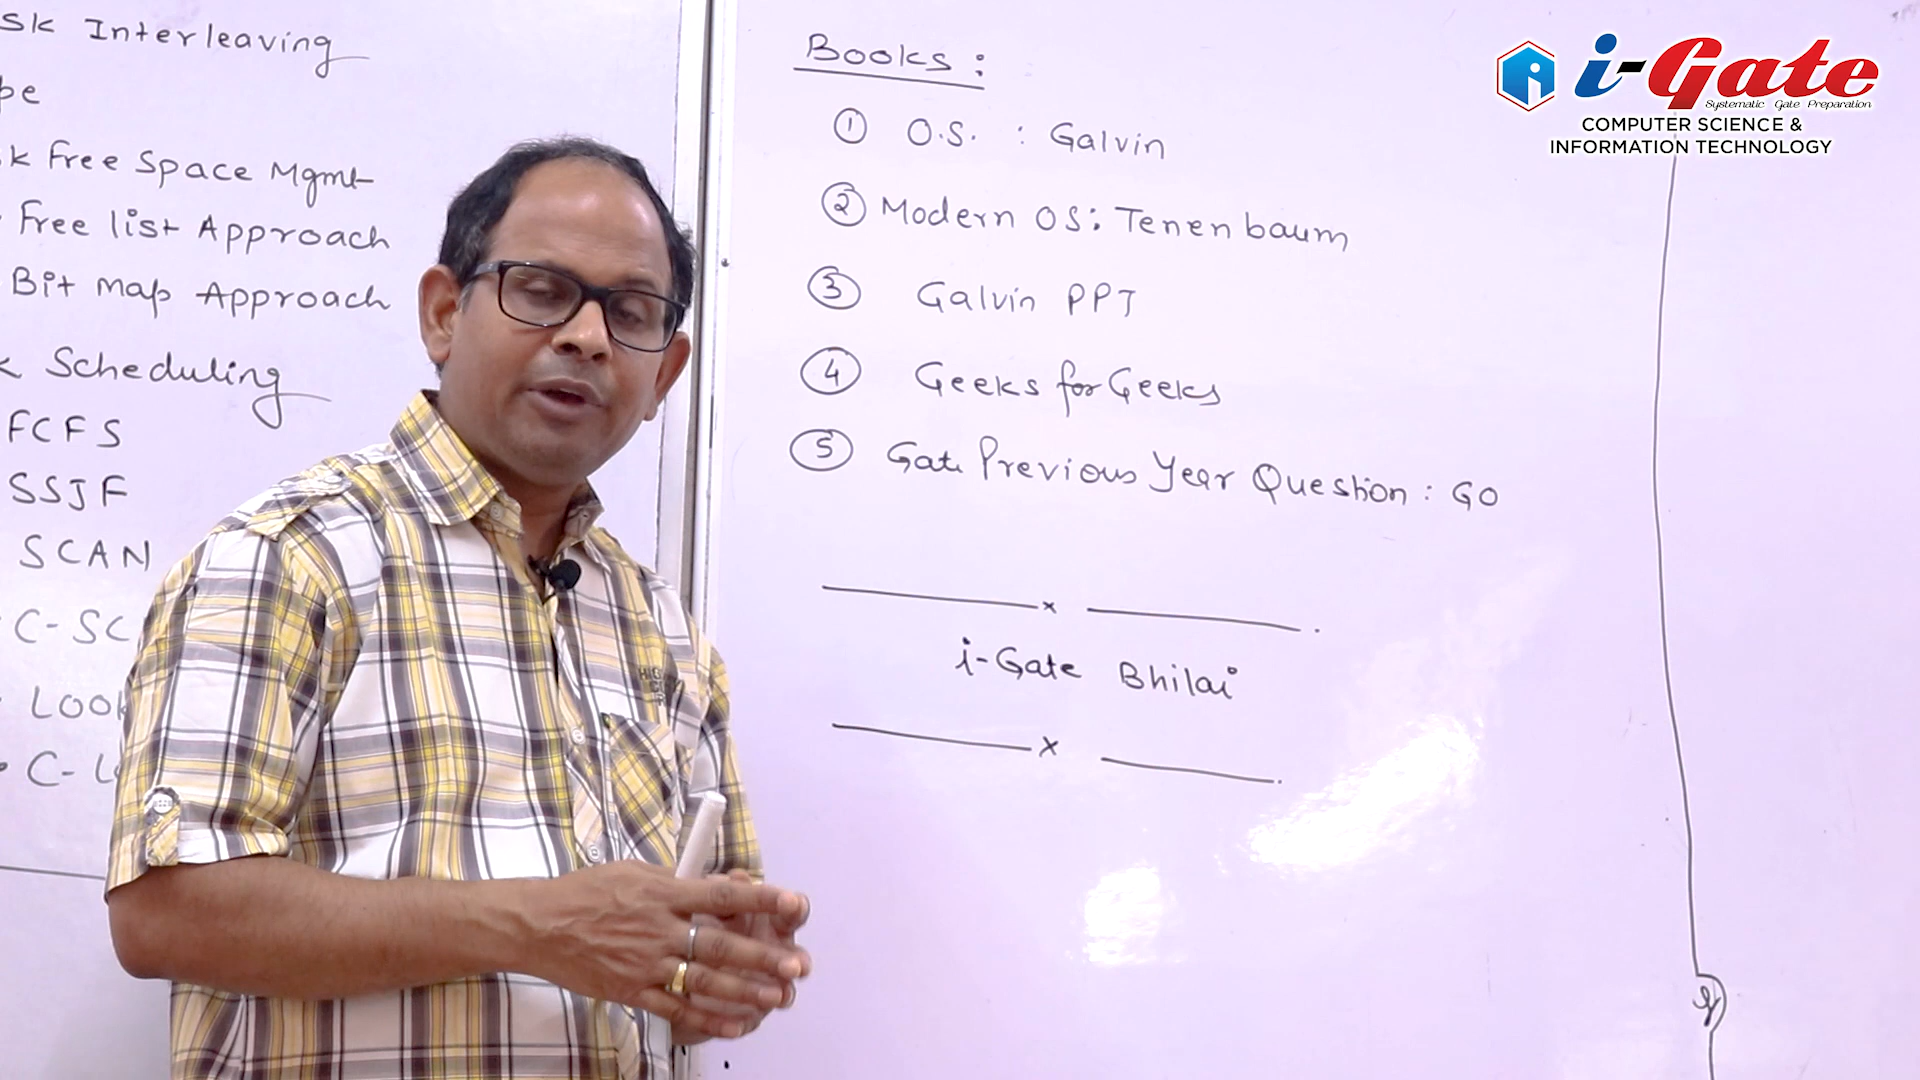 sk Interleaving
pe
k Free Space Mgmt
Free list Approach
Bit map Approach
k Scheduling
FCFS
SSJF
SCAN
C-SC
LOOK
C-L
Books:
① O.S. : Galvin
② Modern OS: Tenenbaum
③ Galvin PPT
④ Geeks for Geeks
⑤ Gate Previous Year Question : GO
i-Gate Bhilai
i-Gate
Systematic Gate Preparation
COMPUTER SCIENCE &
INFORMATION TECHNOLOGY